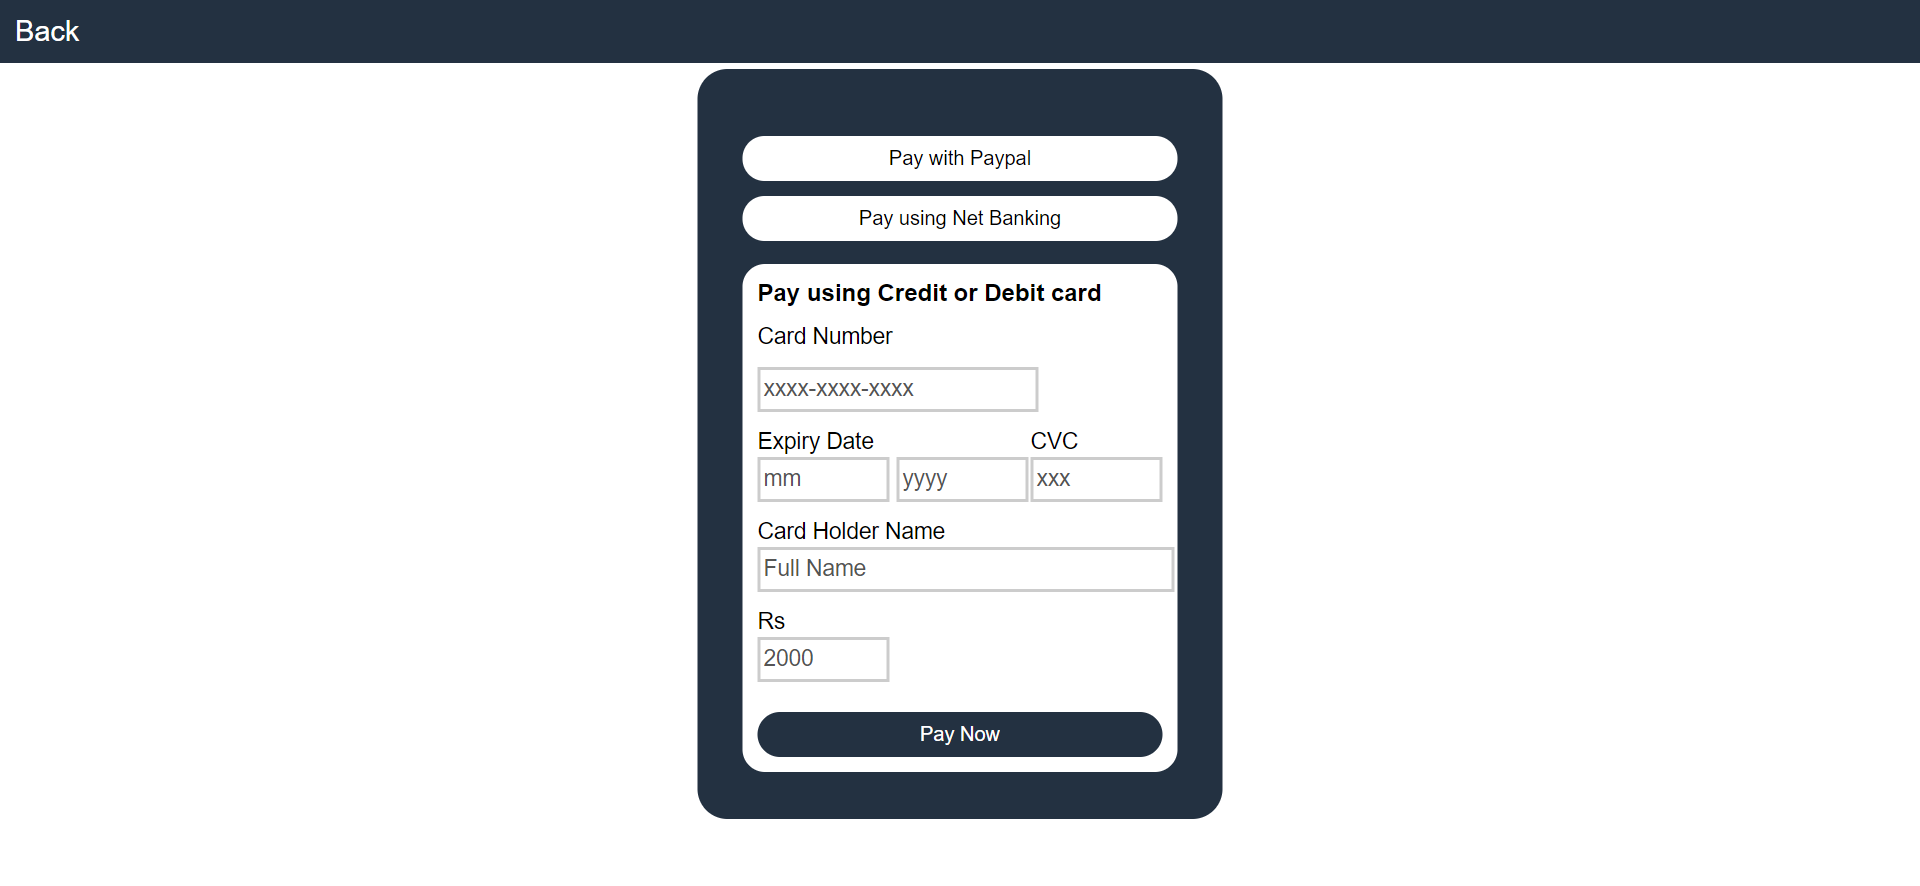 Back
Pay with Paypal
Pay using Net Banking
Pay using Credit or Debit card
Card Number
xxxx-xxxx-xxxx
Expiry Date CVC
mm yyyy xxx
Card Holder Name
Full Name
Rs
2000
Pay Now